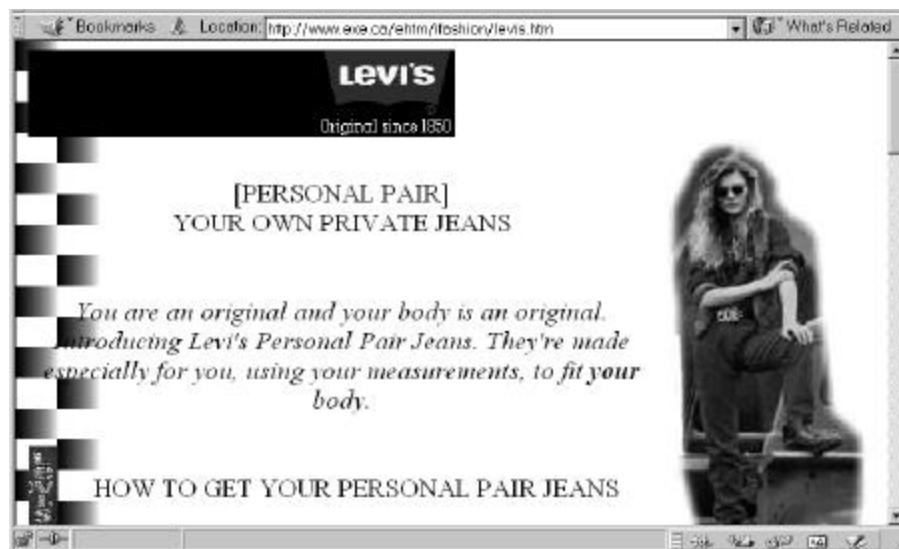 Bookmarks Location: http://www.exe.ca/ehtm/ifashion/levis.htm What's Related
LEVI'S
Original since 1850
[PERSONAL PAIR]
YOUR OWN PRIVATE JEANS
You are an original and your body is an original.
Introducing Levi's Personal Pair Jeans. They're made
especially for you, using your measurements, to fit your
body.
HOW TO GET YOUR PERSONAL PAIR JEANS